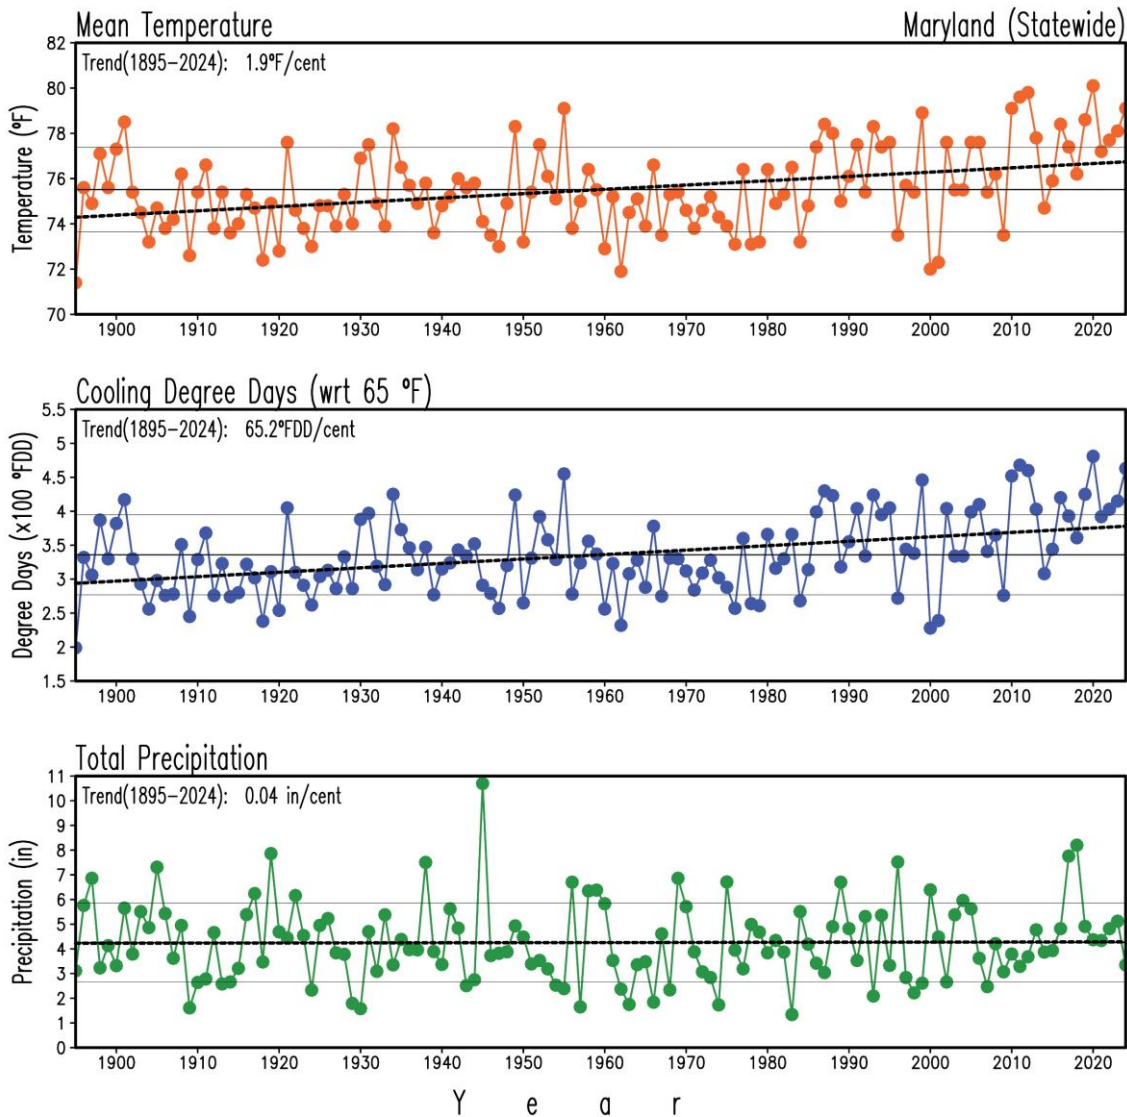 Mean Temperature Maryland (Statewide)
Trend(1895-2024): 1.9°F/cent
Temperature (°F)
82
80
78
76
74
72
70
1900 1910 1920 1930 1940 1950 1960 1970 1980 1990 2000 2010 2020
Cooling Degree Days (wrt 65 °F)
Trend(1895-2024): 65.2°FDD/cent
Degree Days (x100 °FDD)
5.5
5
4.5
4
3.5
3
2.5
2
1.5
1900 1910 1920 1930 1940 1950 1960 1970 1980 1990 2000 2010 2020
Total Precipitation
Trend(1895-2024): 0.04 in/cent
Precipitation (in)
11
10
9
8
7
6
5
4
3
2
1
0
1900 1910 1920 1930 1940 1950 1960 1970 1980 1990 2000 2010 2020
Y e a r